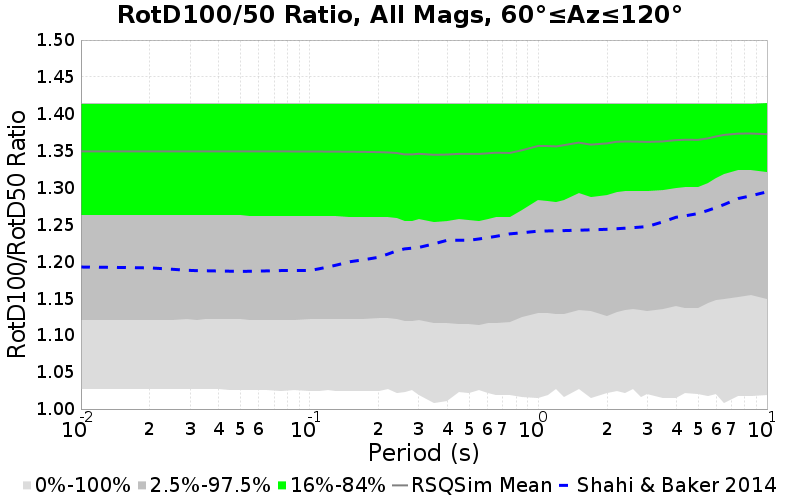 RotD100/50 Ratio, All Mags, 60°≤Az≤120°
RotD100/RotD50 Ratio
1.50
1.45
1.40
1.35
1.30
1.25
1.20
1.15
1.10
1.05
1.00
10-2 2 3 4 5 6 10-1 2 3 4 5 6 7 100 2 3 4 5 6 7 101
Period (s)
0%-100% 2.5%-97.5% 16%-84% RSQSim Mean Shahi & Baker 2014